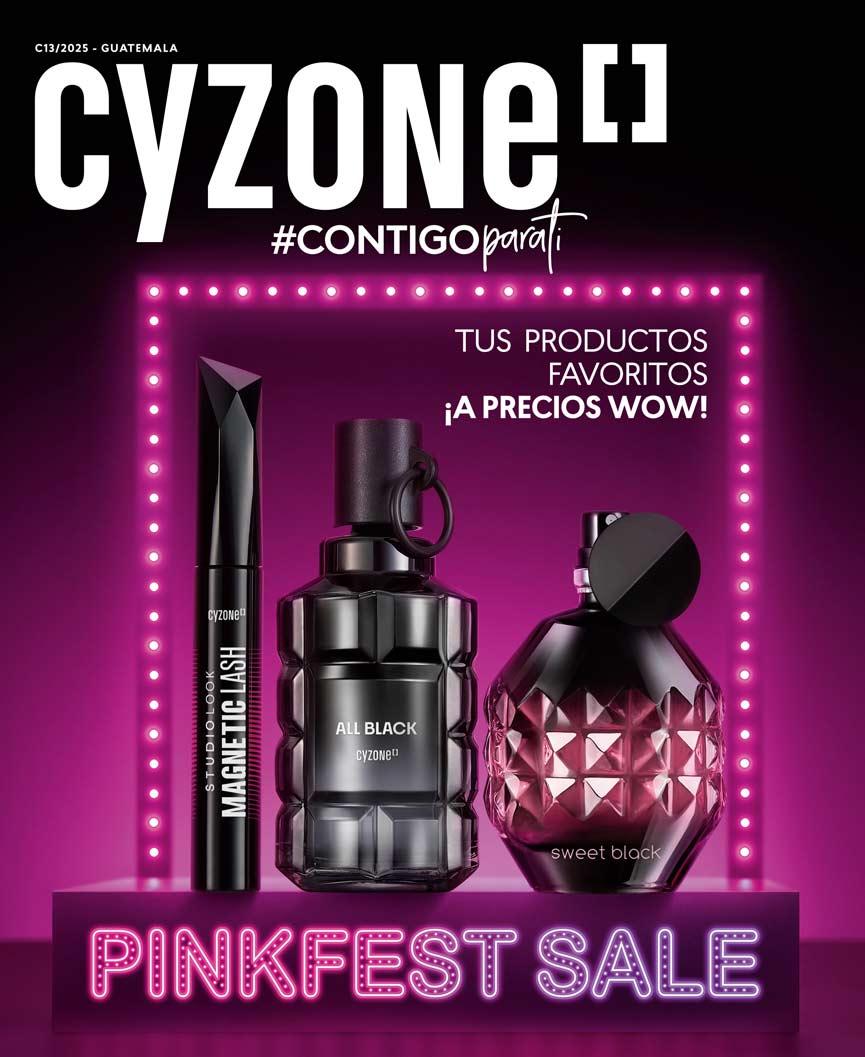 C13/2025 - GUATEMALA
cyzone[]
#CONTIGOparati
TUS PRODUCTOS
FAVORITOS
¡A PRECIOS WOW!
cyzone[]
STUDIO LOOK
MAGNETIC LASH
ALL BLACK
cyzone[]
sweet black
PINKFEST SALE